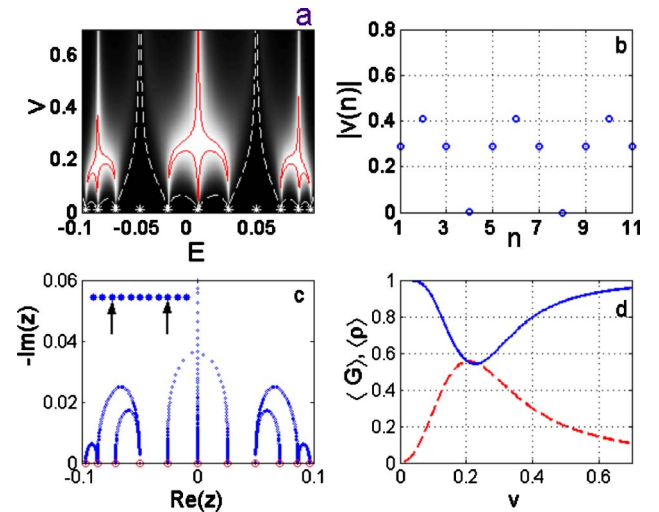 a
V
0.6
0.4
0.2
0
-0.1 -0.05 0 0.05
E
b
|v(n)|
0.8
0.6
0.4
0.2
0
1 3 5 7 9 11
n
c
-Im(z)
0.06
0.04
0.02
0
-0.1 0 0.1
Re(z)
d
⟨ G⟩, ⟨ρ⟩
1
0.8
0.6
0.4
0.2
0
0 0.2 0.4 0.6
v